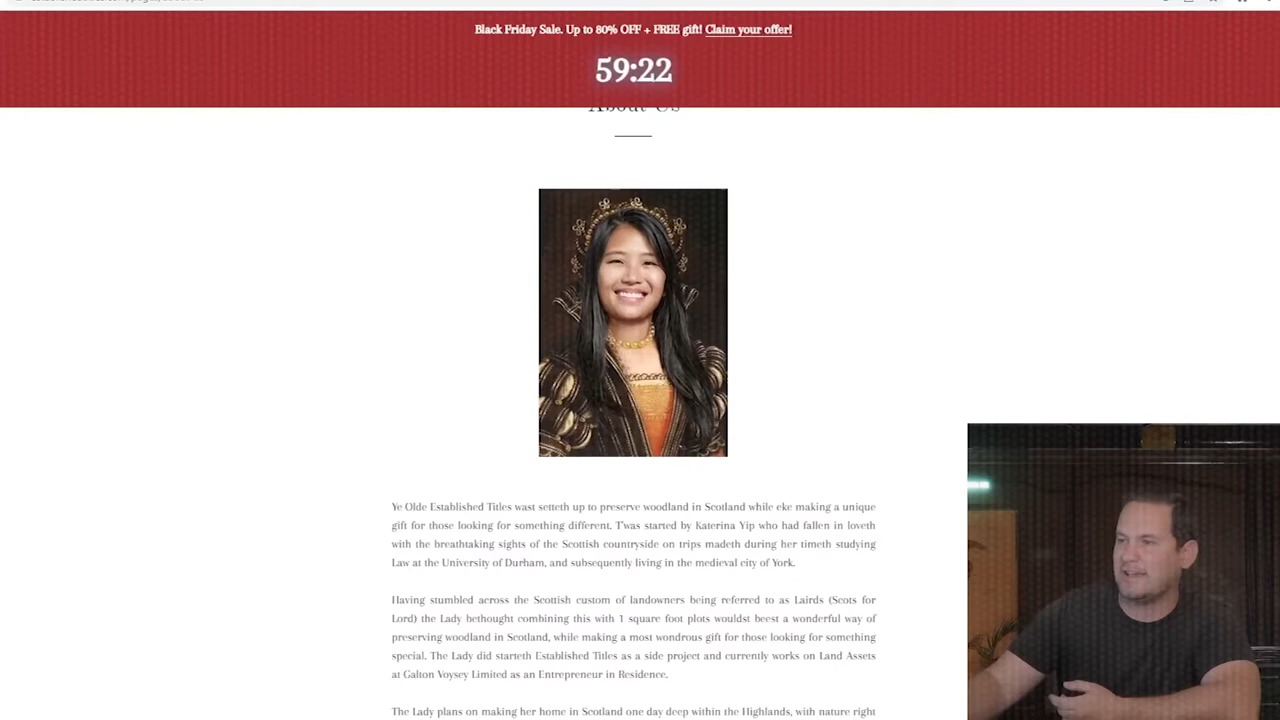 Black Friday Sale. Up to 80% OFF + FREE gift! Claim your offer!
59:22
About Us
Ye Olde Established Titles wast setteth up to preserve woodland in Scotland while eke making a unique
gift for those looking for something different. T'was started by Katerina Yip who had fallen in loveth
with the breathtaking sights of the Scottish countryside on trips madeth during her timeth studying
Law at the University of Durham, and subsequently living in the medieval city of York.
Having stumbled across the Scottish custom of landowners being referred to as Lairds (Scots for
Lord) the Lady bethought combining this with 1 square foot plots wouldst beest a wonderful way of
preserving woodland in Scotland, while making a most wondrous gift for those looking for something
special. The Lady did starteth Established Titles as a side project and currently works on Land Assets
at Galton Voysey Limited as an Entrepreneur in Residence.
The Lady plans on making her home in Scotland one day deep within the Highlands, with nature right